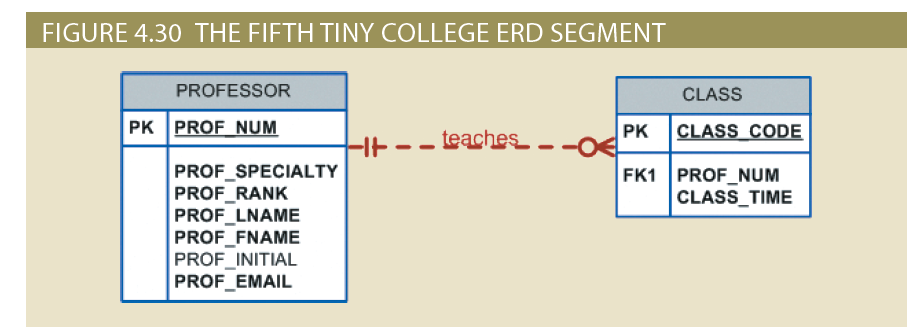 FIGURE 4.30 THE FIFTH TINY COLLEGE ERD SEGMENT
PROFESSOR
PK PROF_NUM
PROF_SPECIALTY
PROF_RANK
PROF_LNAME
PROF_FNAME
PROF_INITIAL
PROF_EMAIL
teaches
CLASS
PK CLASS_CODE
FK1 PROF_NUM
CLASS_TIME